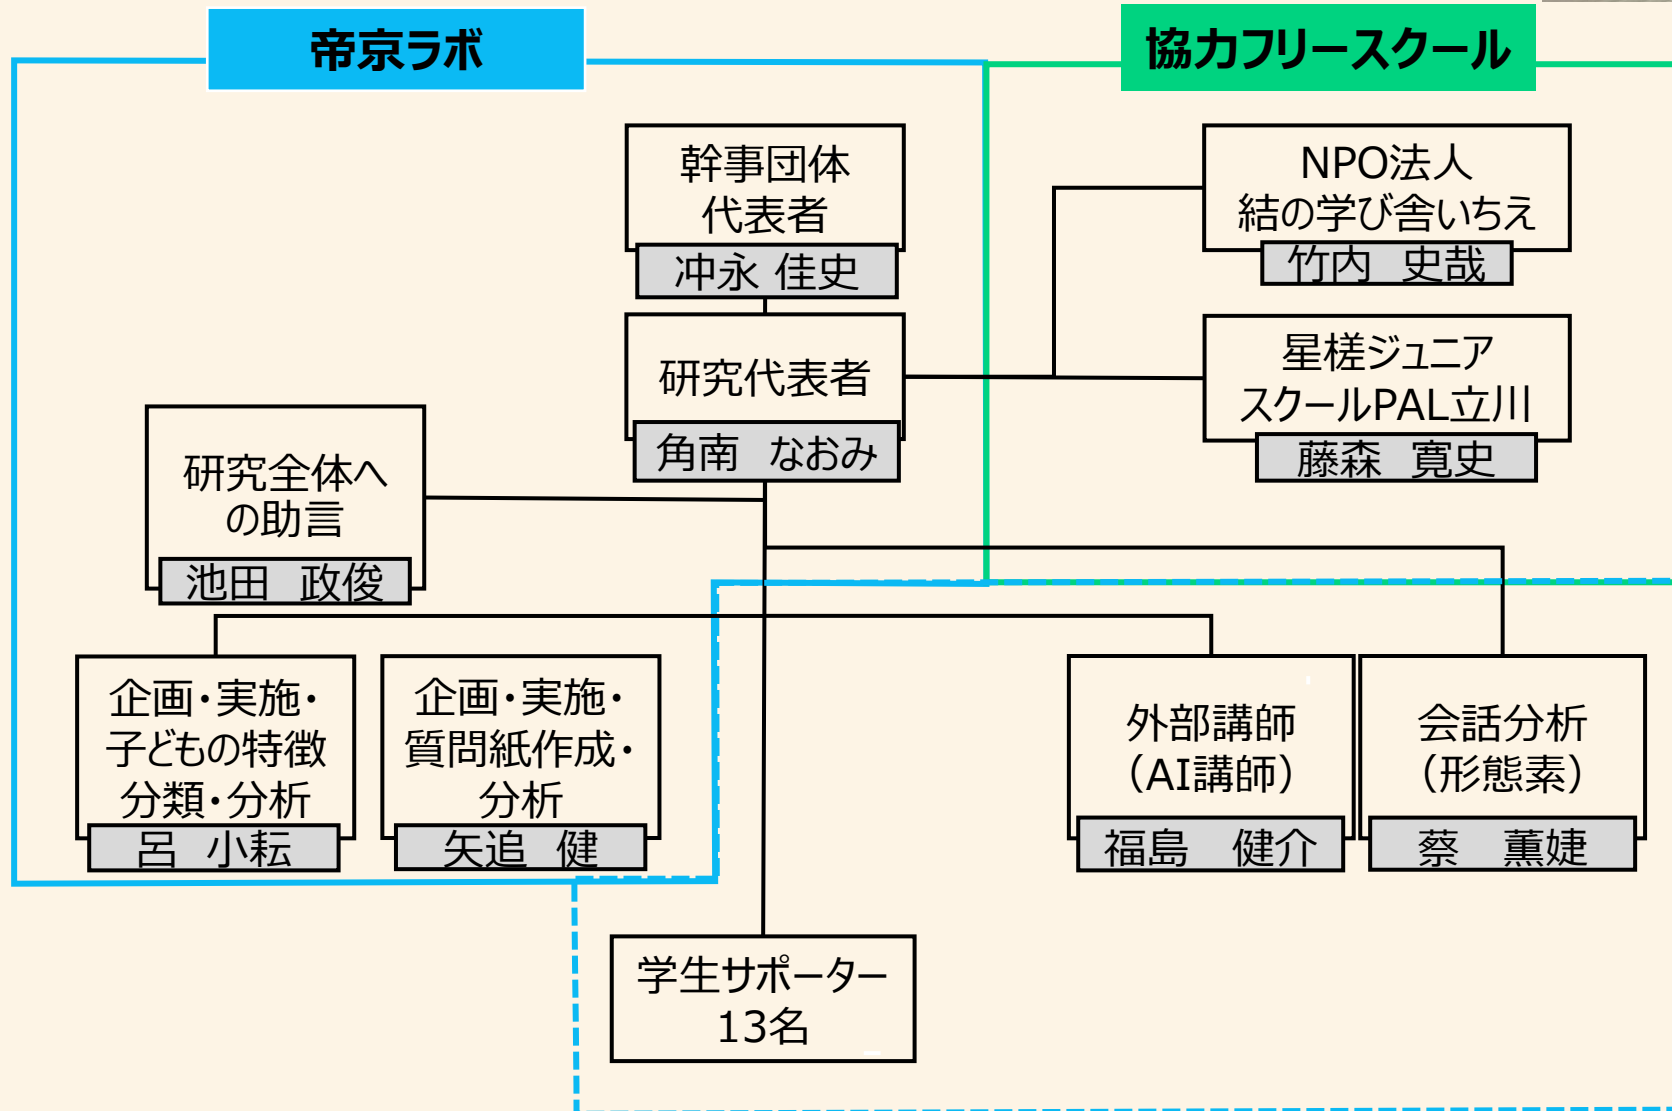 帝京ラボ
協力フリースクール
幹事団体
代表者
冲永 佳史
研究代表者
角南 なおみ
NPO法人
結の学び舎いちえ
竹内 史哉
星槎ジュニア
スクールPAL立川
藤森 寛史
研究全体へ
の助言
池田 政俊
企画・実施・
子どもの特徴
分類・分析
呂 小耘
企画・実施・
質問紙作成・
分析
矢追 健
外部講師
（AI講師）
福島 健介
会話分析
（形態素）
蔡 薫婕
学生サポーター
13名